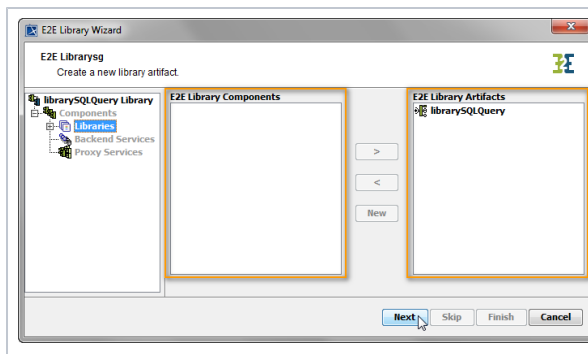 E2E Library Wizard
E2E Librarysg
Create a new library artifact.
librarySQLQuery Library
Components
Libraries
Backend Services
Proxy Services
E2E Library Components
>
<
New
E2E Library Artifacts
librarySQLQuery
Next
Skip
Finish
Cancel